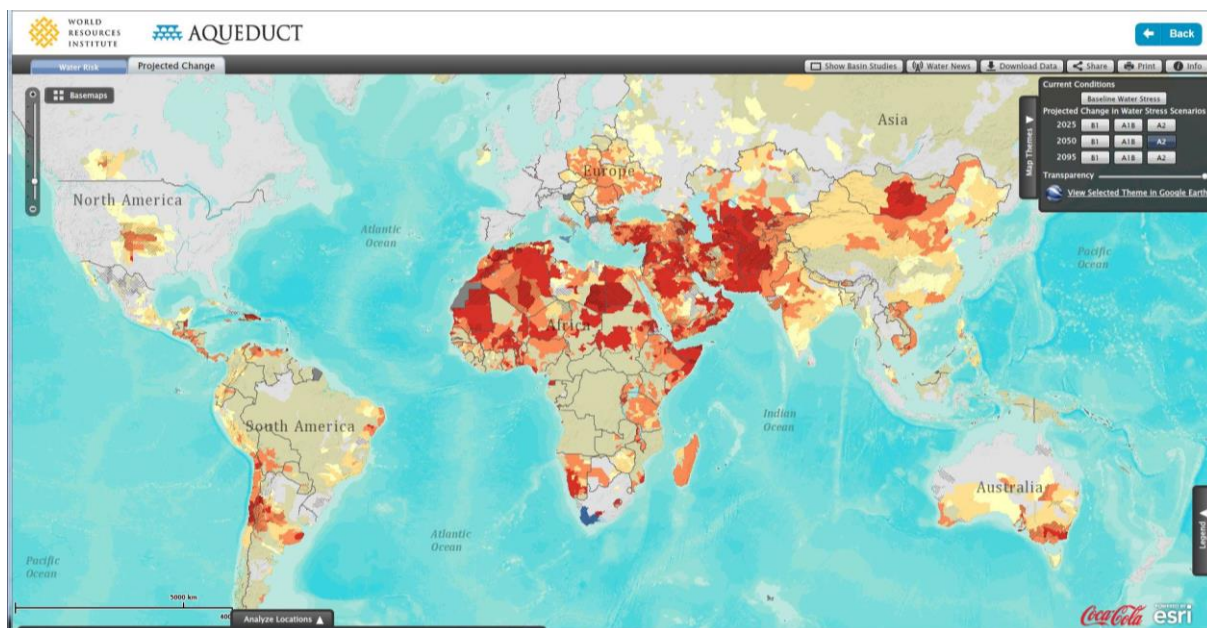 WORLD
RESOURCES
INSTITUTE
AQUEDUCT
Back
Water Risk
Projected Change
Show Basin Studies
Water News
Download Data
Share
Print
Info
Basemaps
Map Themes
Current Conditions
Baseline Water Stress
Projected Change in Water Stress Scenarios
2025 B1 A1B A2
2050 B1 A1B A2
2095 B1 A1B A2
Transparency
View Selected Theme in Google Earth
Asia
Europe
North America
Atlantic
Ocean
Pacific
Ocean
Africa
South America
Indian
Ocean
Australia
Atlantic
Ocean
Pacific
Ocean
Legend
5000 km
Analyze Locations
Coca-Cola
POWERED BY
esri